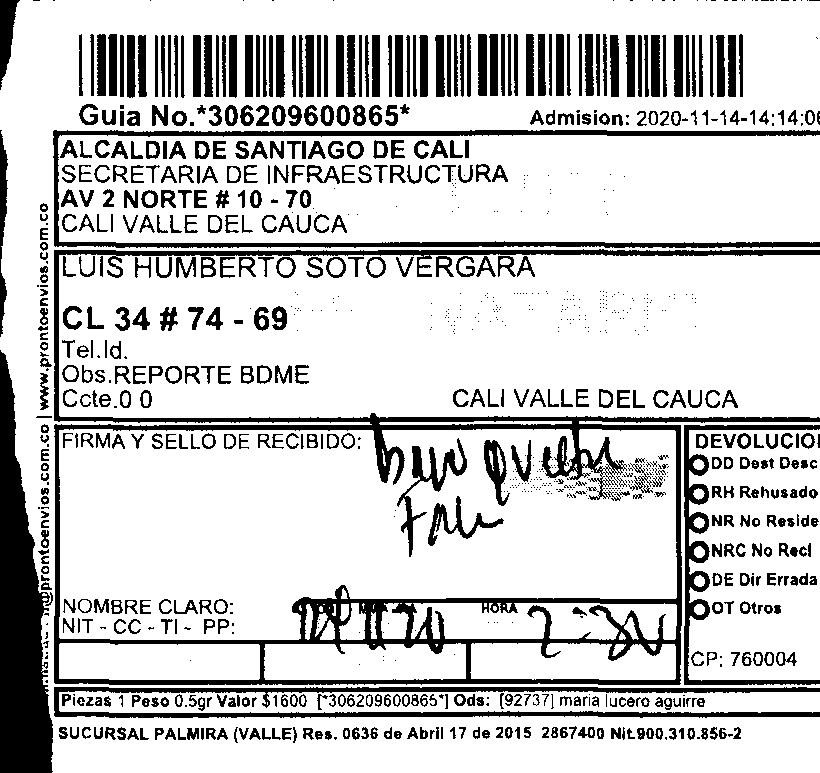 Guia No.*306209600865*
Admision: 2020-11-14-14:14:06
ALCALDIA DE SANTIAGO DE CALI
SECRETARIA DE INFRAESTRUCTURA
AV 2 NORTE # 10 - 70
CALI VALLE DEL CAUCA
LUIS HUMBERTO SOTO VERGARA
CL 34 # 74 - 69
Tel.Id.
Obs.REPORTE BDME
Ccte.0 0
CALI VALLE DEL CAUCA
FIRMA Y SELLO DE RECIBIDO:
bajo
NOMBRE CLARO:
NIT - CC - TI - PP:
HORA
2:30
DEVOLUCIO
DD Dest Desc
RH Rehusado
NR No Reside
NRC No Recl
DE Dir Errada
OT Otros
CP: 760004
Piezas 1 Peso 0.5gr Valor $1600 [*306209600865*] Ods: [92737] maria lucero aguirre
SUCURSAL PALMIRA (VALLE) Res. 0636 de Abril 17 de 2015 2867400 Nit.900.310.856-2
@prontoenvios.com.co | www.prontoenvios.com.co